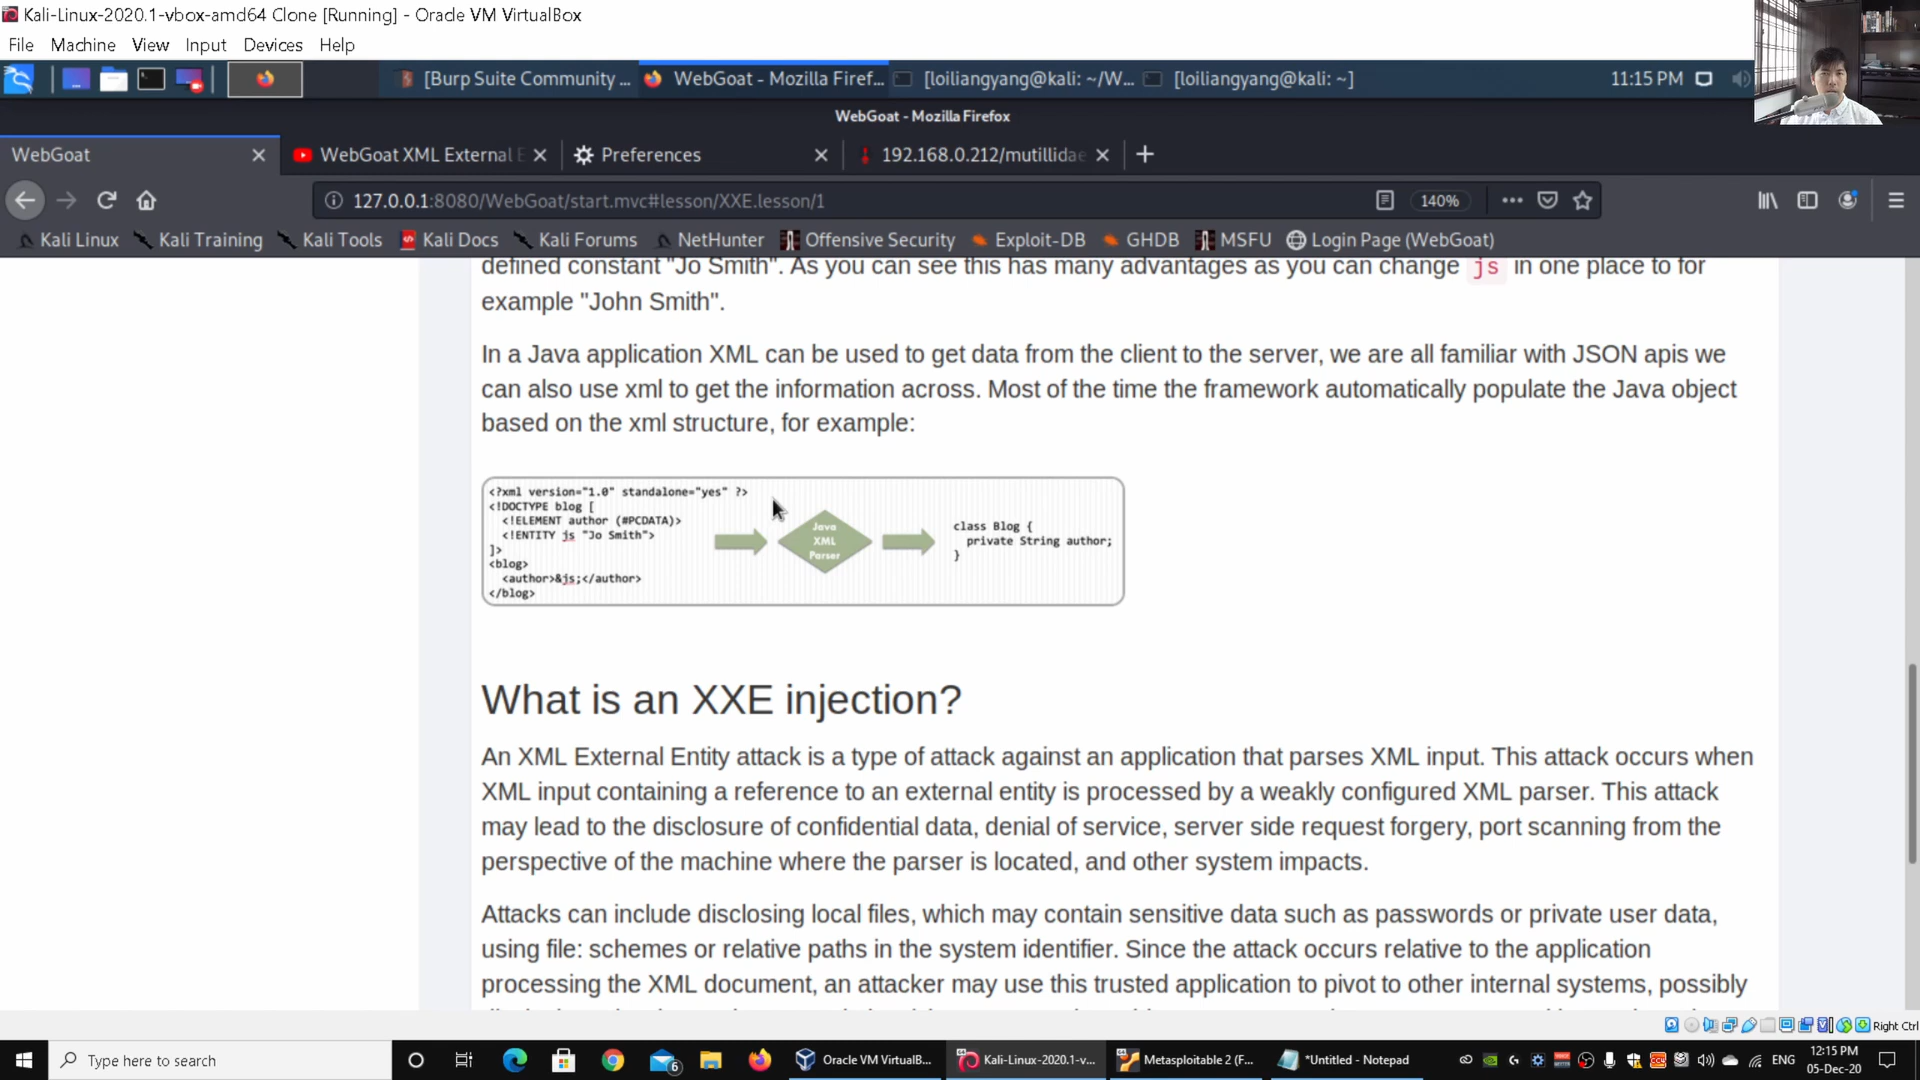 Kali-Linux-2020.1-vbox-amd64 Clone [Running] - Oracle VM VirtualBox
File Machine View Input Devices Help
[Burp Suite Community ... WebGoat - Mozilla Firef... [loiliangyang@kali: ~/W... [loiliangyang@kali: ~] 11:15 PM
WebGoat - Mozilla Firefox
WebGoat WebGoat XML External E Preferences 192.168.0.212/mutillidae
127.0.0.1:8080/WebGoat/start.mvc#lesson/XXE.lesson/1 140%
Kali Linux Kali Training Kali Tools Kali Docs Kali Forums NetHunter Offensive Security Exploit-DB GHDB MSFU Login Page (WebGoat)
defined constant "Jo Smith". As you can see this has many advantages as you can change js in one place to for
example "John Smith".
In a Java application XML can be used to get data from the client to the server, we are all familiar with JSON apis we
can also use xml to get the information across. Most of the time the framework automatically populate the Java object
based on the xml structure, for example:
<?xml version="1.0" standalone="yes" ?>
<!DOCTYPE blog [
<!ELEMENT author (#PCDATA)>
<!ENTITY js "Jo Smith">
]>
<blog>
<author>&js;</author>
</blog>
Java
XML
Parser
class Blog {
private String author;
}
What is an XXE injection?
An XML External Entity attack is a type of attack against an application that parses XML input. This attack occurs when
XML input containing a reference to an external entity is processed by a weakly configured XML parser. This attack
may lead to the disclosure of confidential data, denial of service, server side request forgery, port scanning from the
perspective of the machine where the parser is located, and other system impacts.
Attacks can include disclosing local files, which may contain sensitive data such as passwords or private user data,
using file: schemes or relative paths in the system identifier. Since the attack occurs relative to the application
processing the XML document, an attacker may use this trusted application to pivot to other internal systems, possibly
Right Ctrl
Type here to search 6 Oracle VM VirtualB... Kali-Linux-2020.1-v... Metasploitable 2 (F... *Untitled - Notepad ENG 12:15 PM
05-Dec-20